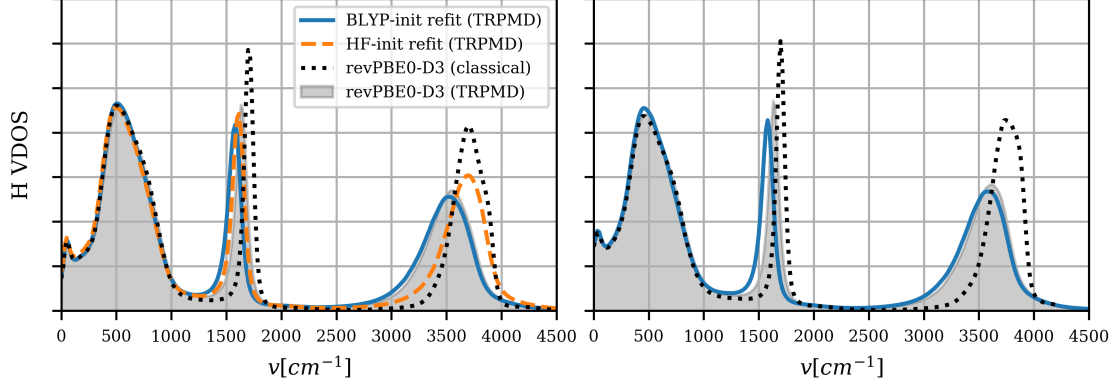 BLYP-init refit (TRPMD)
HF-init refit (TRPMD)
revPBE0-D3 (classical)
revPBE0-D3 (TRPMD)
H VDOS
0 500 1000 1500 2000 2500 3000 3500 4000 4500
0 500 1000 1500 2000 2500 3000 3500 4000 4500
ν[cm⁻¹]
ν[cm⁻¹]